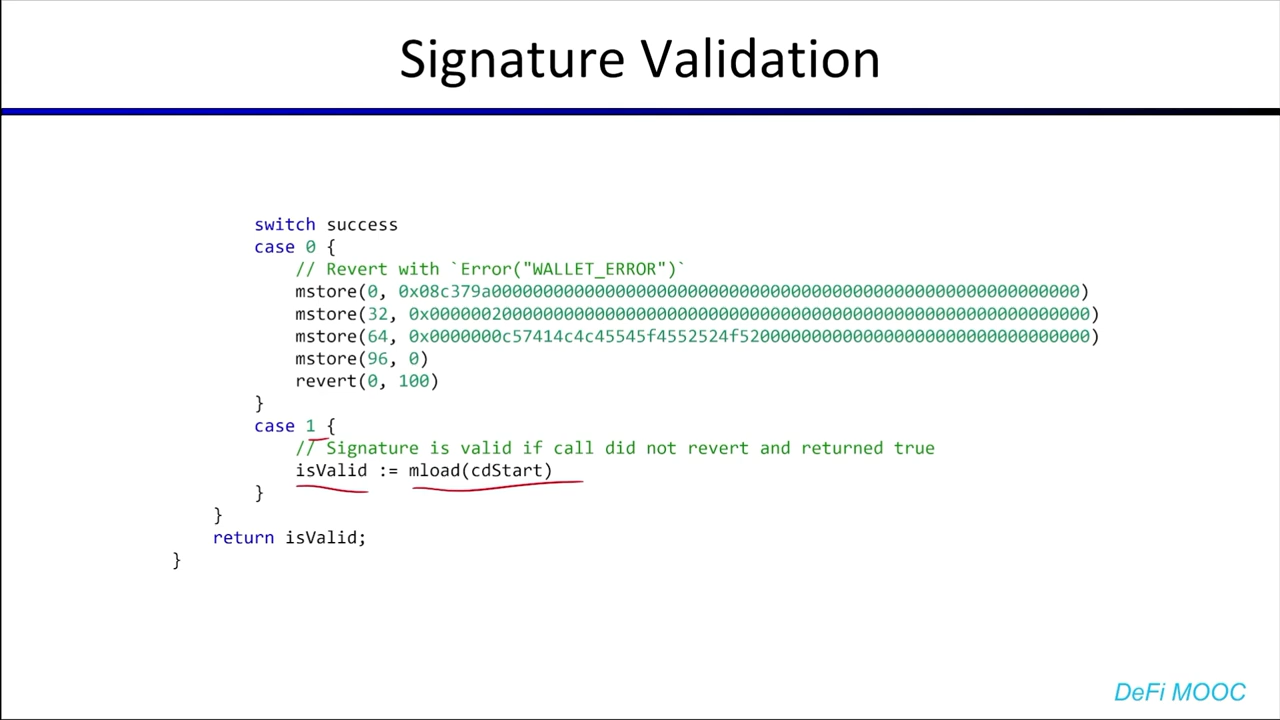 Signature Validation
switch success
case 0 {
// Revert with `Error("WALLET_ERROR")`
mstore(0, 0x08c379a000000000000000000000000000000000000000000000000000000000)
mstore(32, 0x0000002000000000000000000000000000000000000000000000000000000000)
mstore(64, 0x0000000c57414c4c45545f4552524f5200000000000000000000000000000000)
mstore(96, 0)
revert(0, 100)
}
case 1 {
// Signature is valid if call did not revert and returned true
isValid := mload(cdStart)
}
}
return isValid;
}
DeFi MOOC